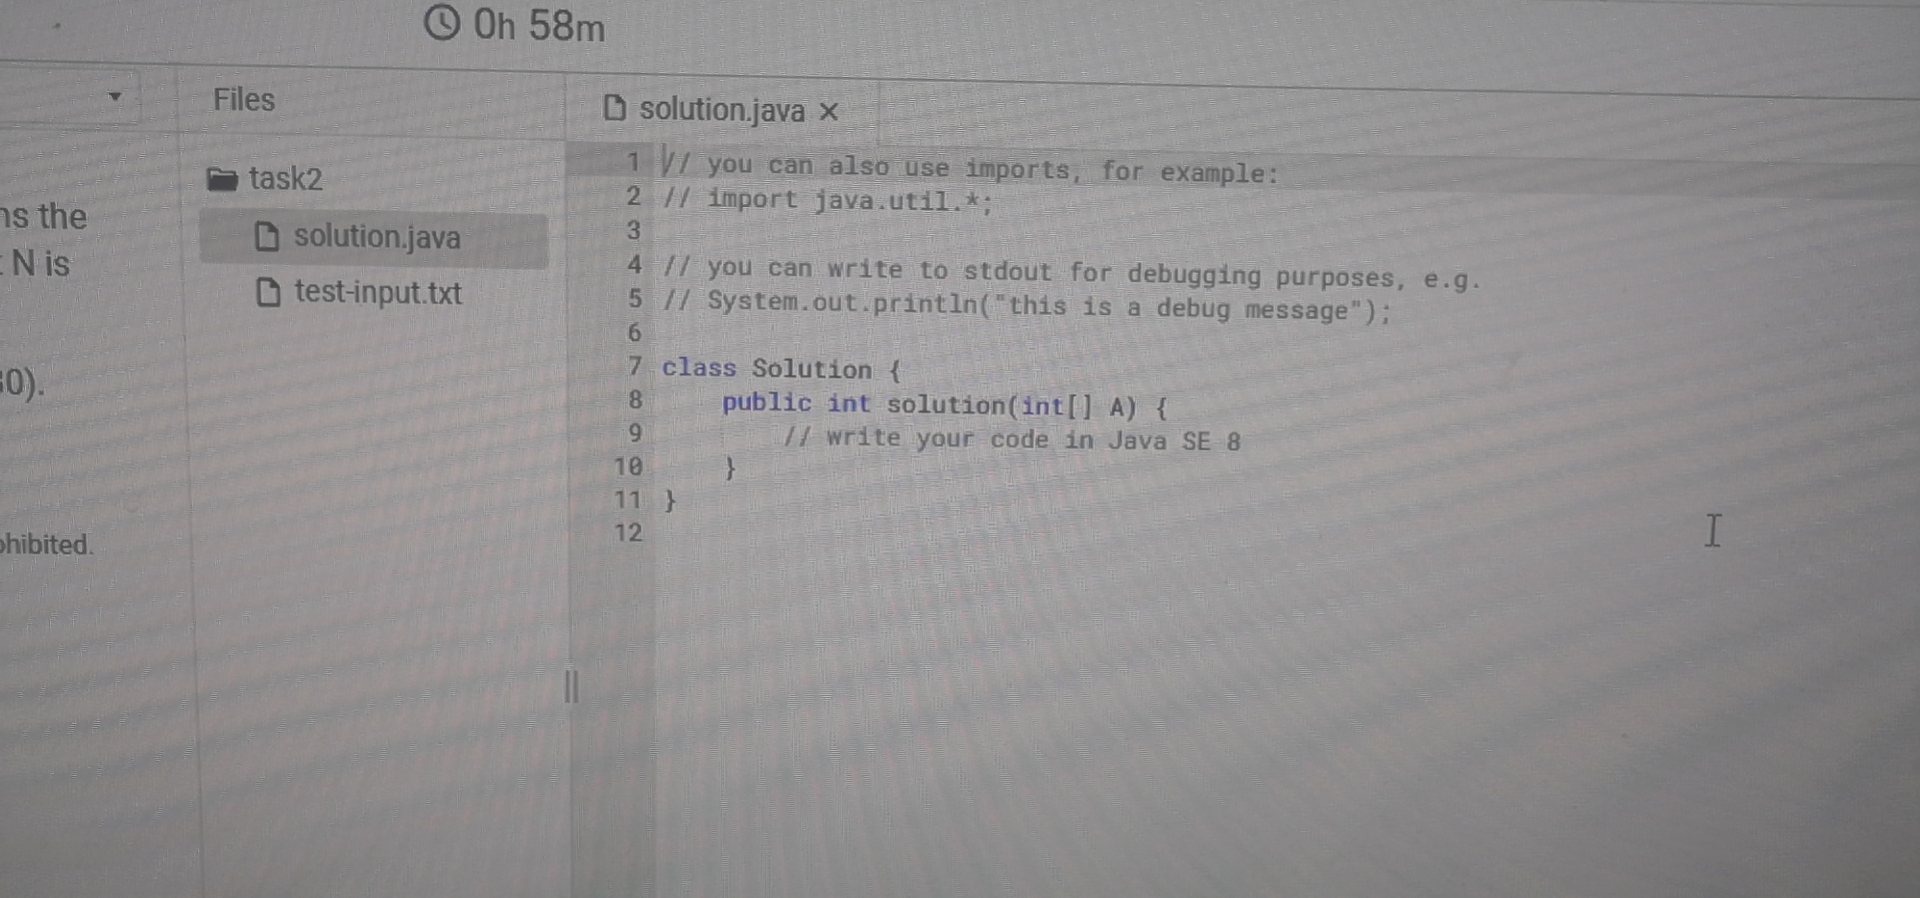 0h 58m
Files
solution.java
task2
solution.java
test-input.txt
the
N is
hibited.
1 // you can also use imports, for example:
2 // import java.util.*;
3
4 // you can write to stdout for debugging purposes, e.g.
5 // System.out.println("this is a debug message");
6
7 class Solution {
8 public int solution(int[] A) {
9 // write your code in Java SE 8
10 }
11 }
12